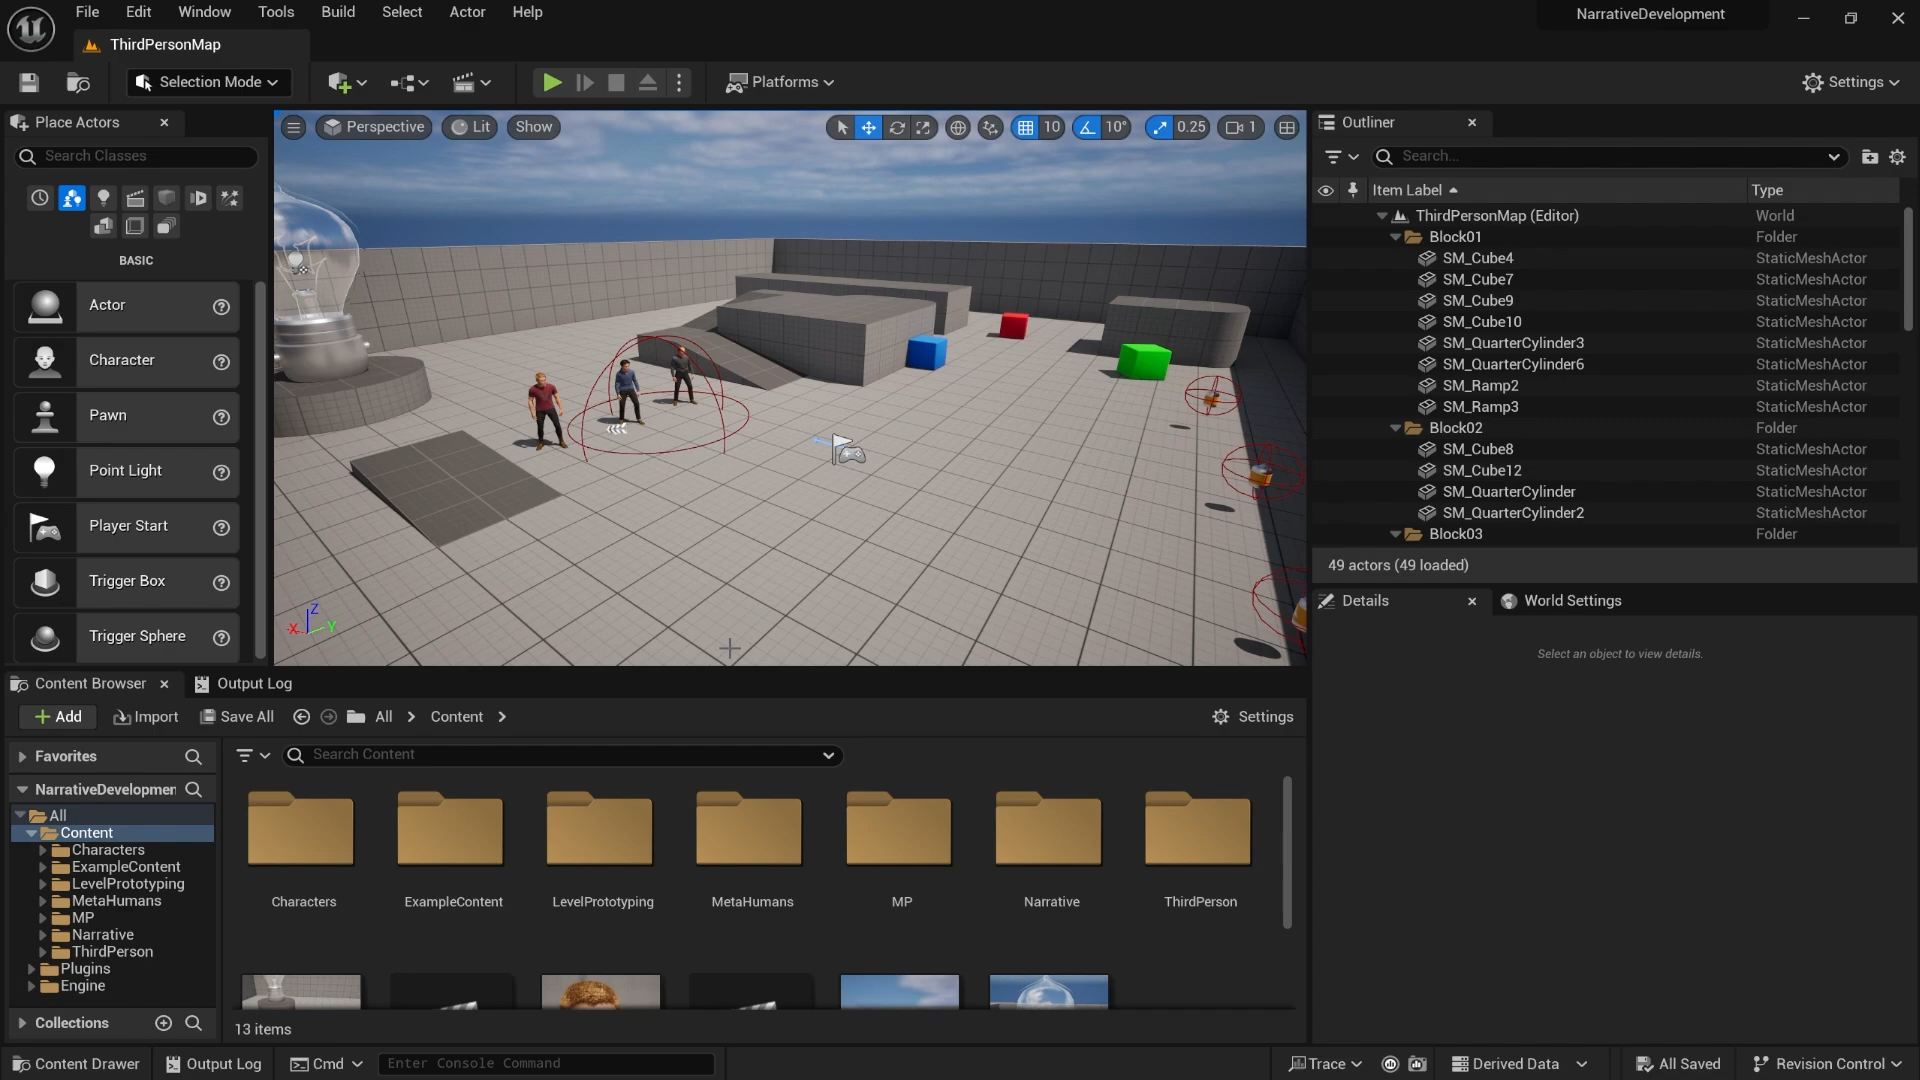 File Edit Window Tools Build Select Actor Help
NarrativeDevelopment
ThirdPersonMap
Selection Mode
Platforms
Settings
Place Actors
Search Classes
BASIC
Actor
Character
Pawn
Point Light
Player Start
Trigger Box
Trigger Sphere
Perspective Lit Show
10 10° 0.25 1
Z
X Y
Outliner
Search...
Item Label Type
ThirdPersonMap (Editor) World
Block01 Folder
SM_Cube4 StaticMeshActor
SM_Cube7 StaticMeshActor
SM_Cube9 StaticMeshActor
SM_Cube10 StaticMeshActor
SM_QuarterCylinder3 StaticMeshActor
SM_QuarterCylinder6 StaticMeshActor
SM_Ramp2 StaticMeshActor
SM_Ramp3 StaticMeshActor
Block02 Folder
SM_Cube8 StaticMeshActor
SM_Cube12 StaticMeshActor
SM_QuarterCylinder StaticMeshActor
SM_QuarterCylinder2 StaticMeshActor
Block03 Folder
49 actors (49 loaded)
Details World Settings
Select an object to view details.
Content Browser Output Log
Add Import Save All All Content Settings
Favorites
Search Content
NarrativeDevelopmen
All
Content
Characters
ExampleContent
LevelPrototyping
MetaHumans
MP
Narrative
ThirdPerson
Plugins
Engine
Collections
Characters ExampleContent LevelPrototyping MetaHumans MP Narrative ThirdPerson
13 items
Content Drawer Output Log Cmd Enter Console Command
Trace Derived Data All Saved Revision Control